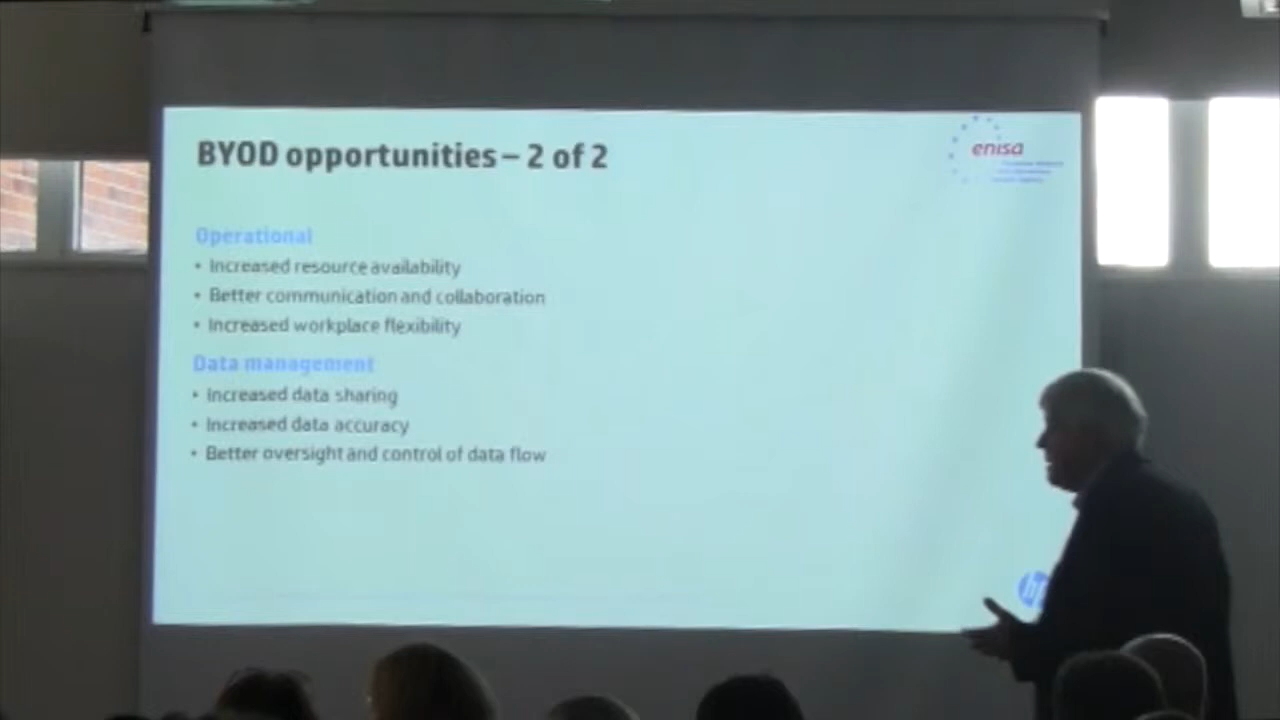 BYOD opportunities – 2 of 2
enisa
Operational
• Increased resource availability
• Better communication and collaboration
• Increased workplace flexibility
Data management
• Increased data sharing
• Increased data accuracy
• Better oversight and control of data flow
hp